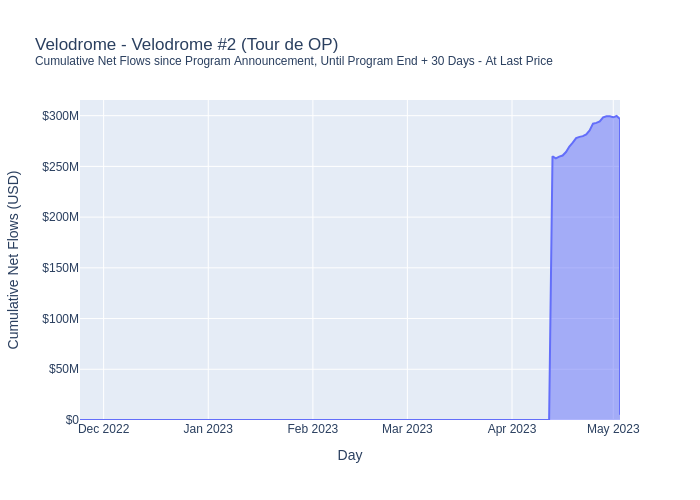 Velodrome - Velodrome #2 (Tour de OP)
Cumulative Net Flows since Program Announcement, Until Program End + 30 Days - At Last Price
Cumulative Net Flows (USD)
$300M
$250M
$200M
$150M
$100M
$50M
$0
Dec 2022 Jan 2023 Feb 2023 Mar 2023 Apr 2023 May 2023
Day